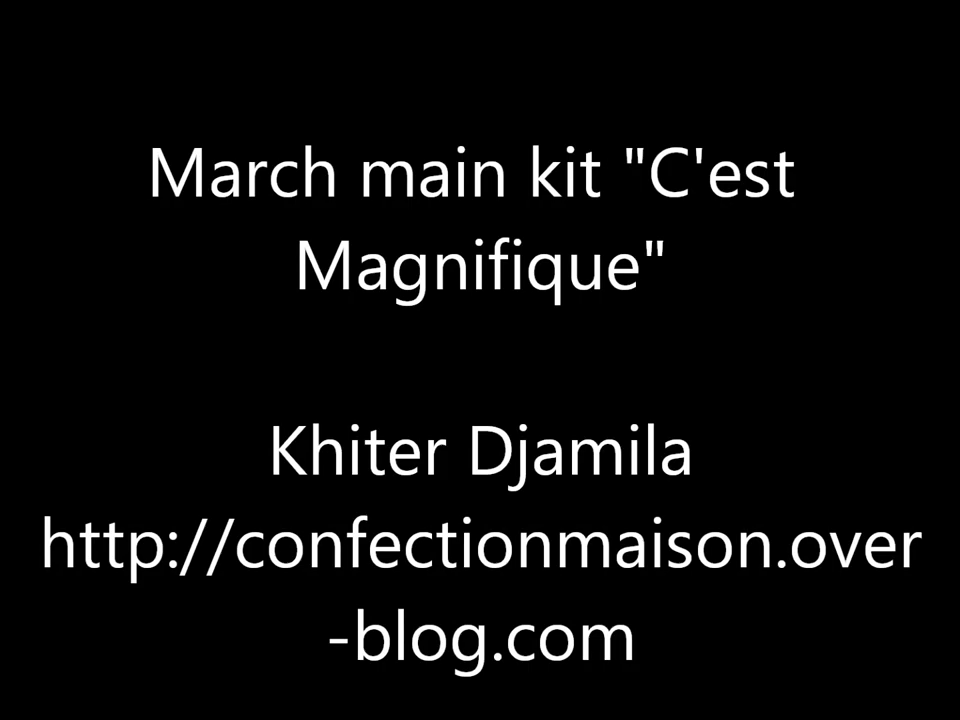 March main kit "C'est
Magnifique"
Khiter Djamila
http://confectionmaison.over
-blog.com